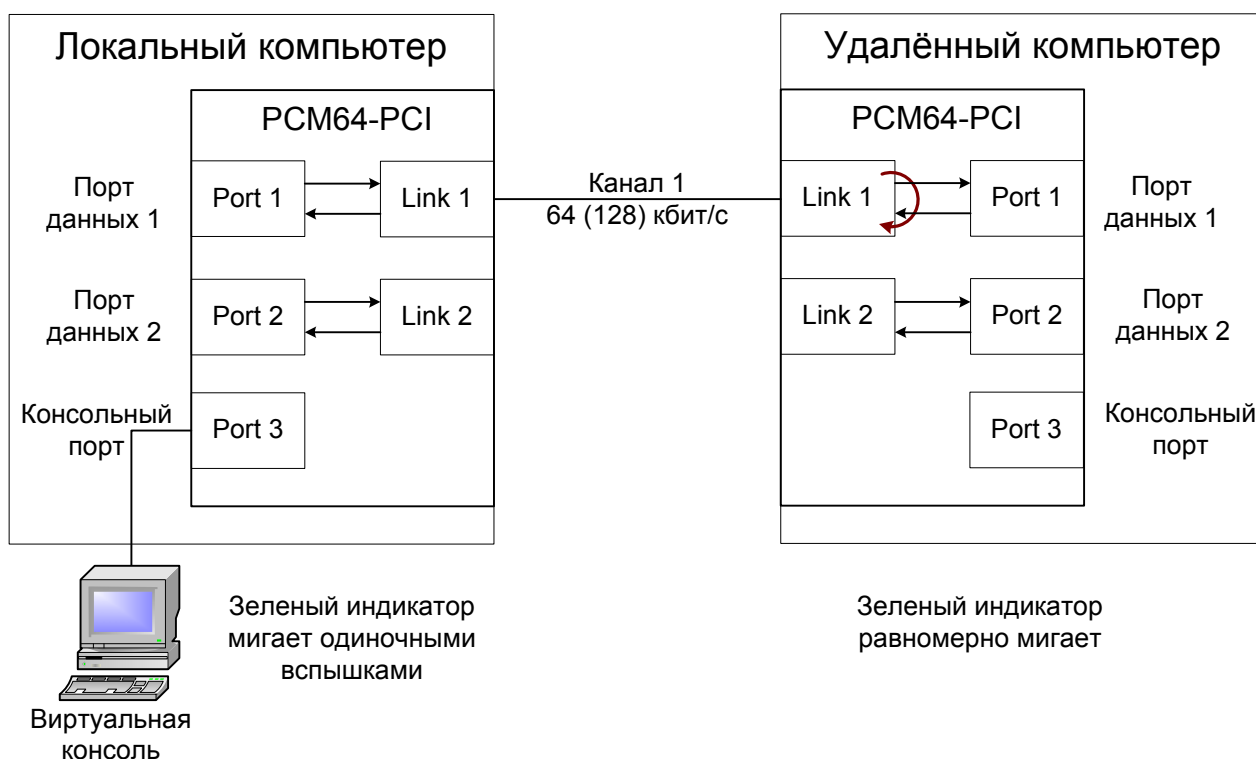 Локальный компьютер
PCM64-PCI
Порт
данных 1
Port 1
Link 1
Порт
данных 2
Port 2
Link 2
Консольный
порт
Port 3
Канал 1
64 (128) кбит/с
Удалённый компьютер
PCM64-PCI
Link 1
Port 1
Порт
данных 1
Link 2
Port 2
Порт
данных 2
Port 3
Консольный
порт
Виртуальная
консоль
Зеленый индикатор
мигает одиночными
вспышками
Зеленый индикатор
равномерно мигает